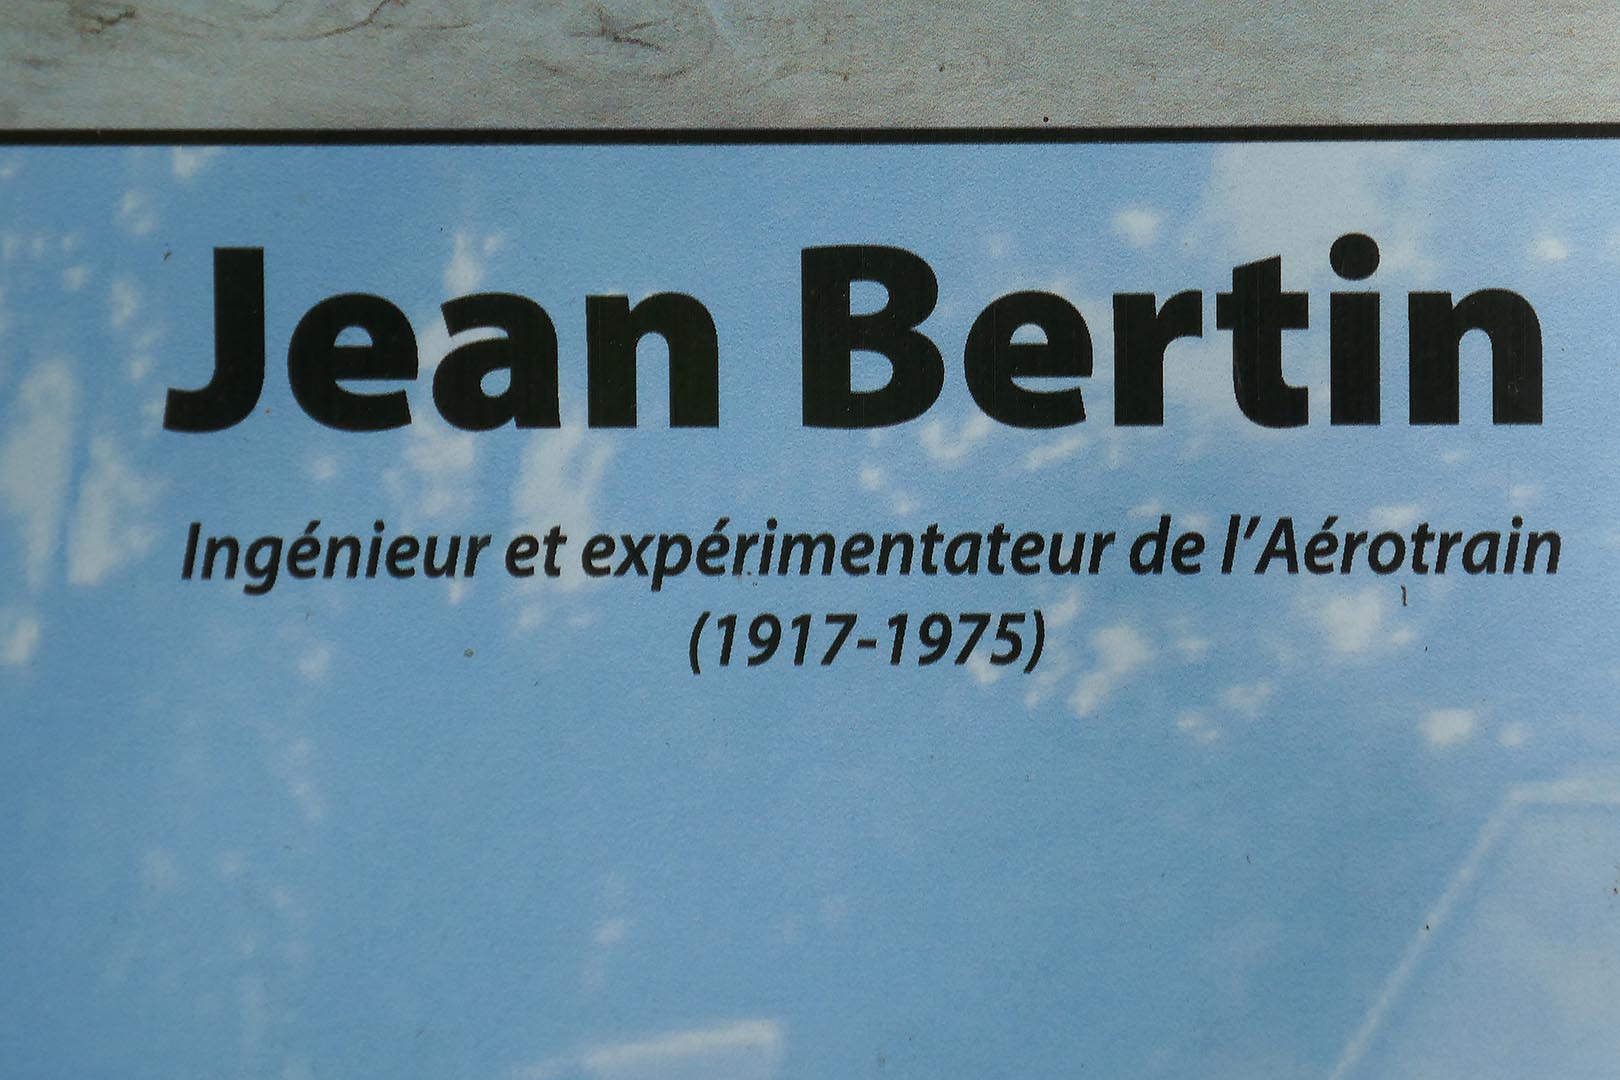 Jean Bertin
Ingénieur et expérimentateur de l’Aérotrain
(1917-1975)